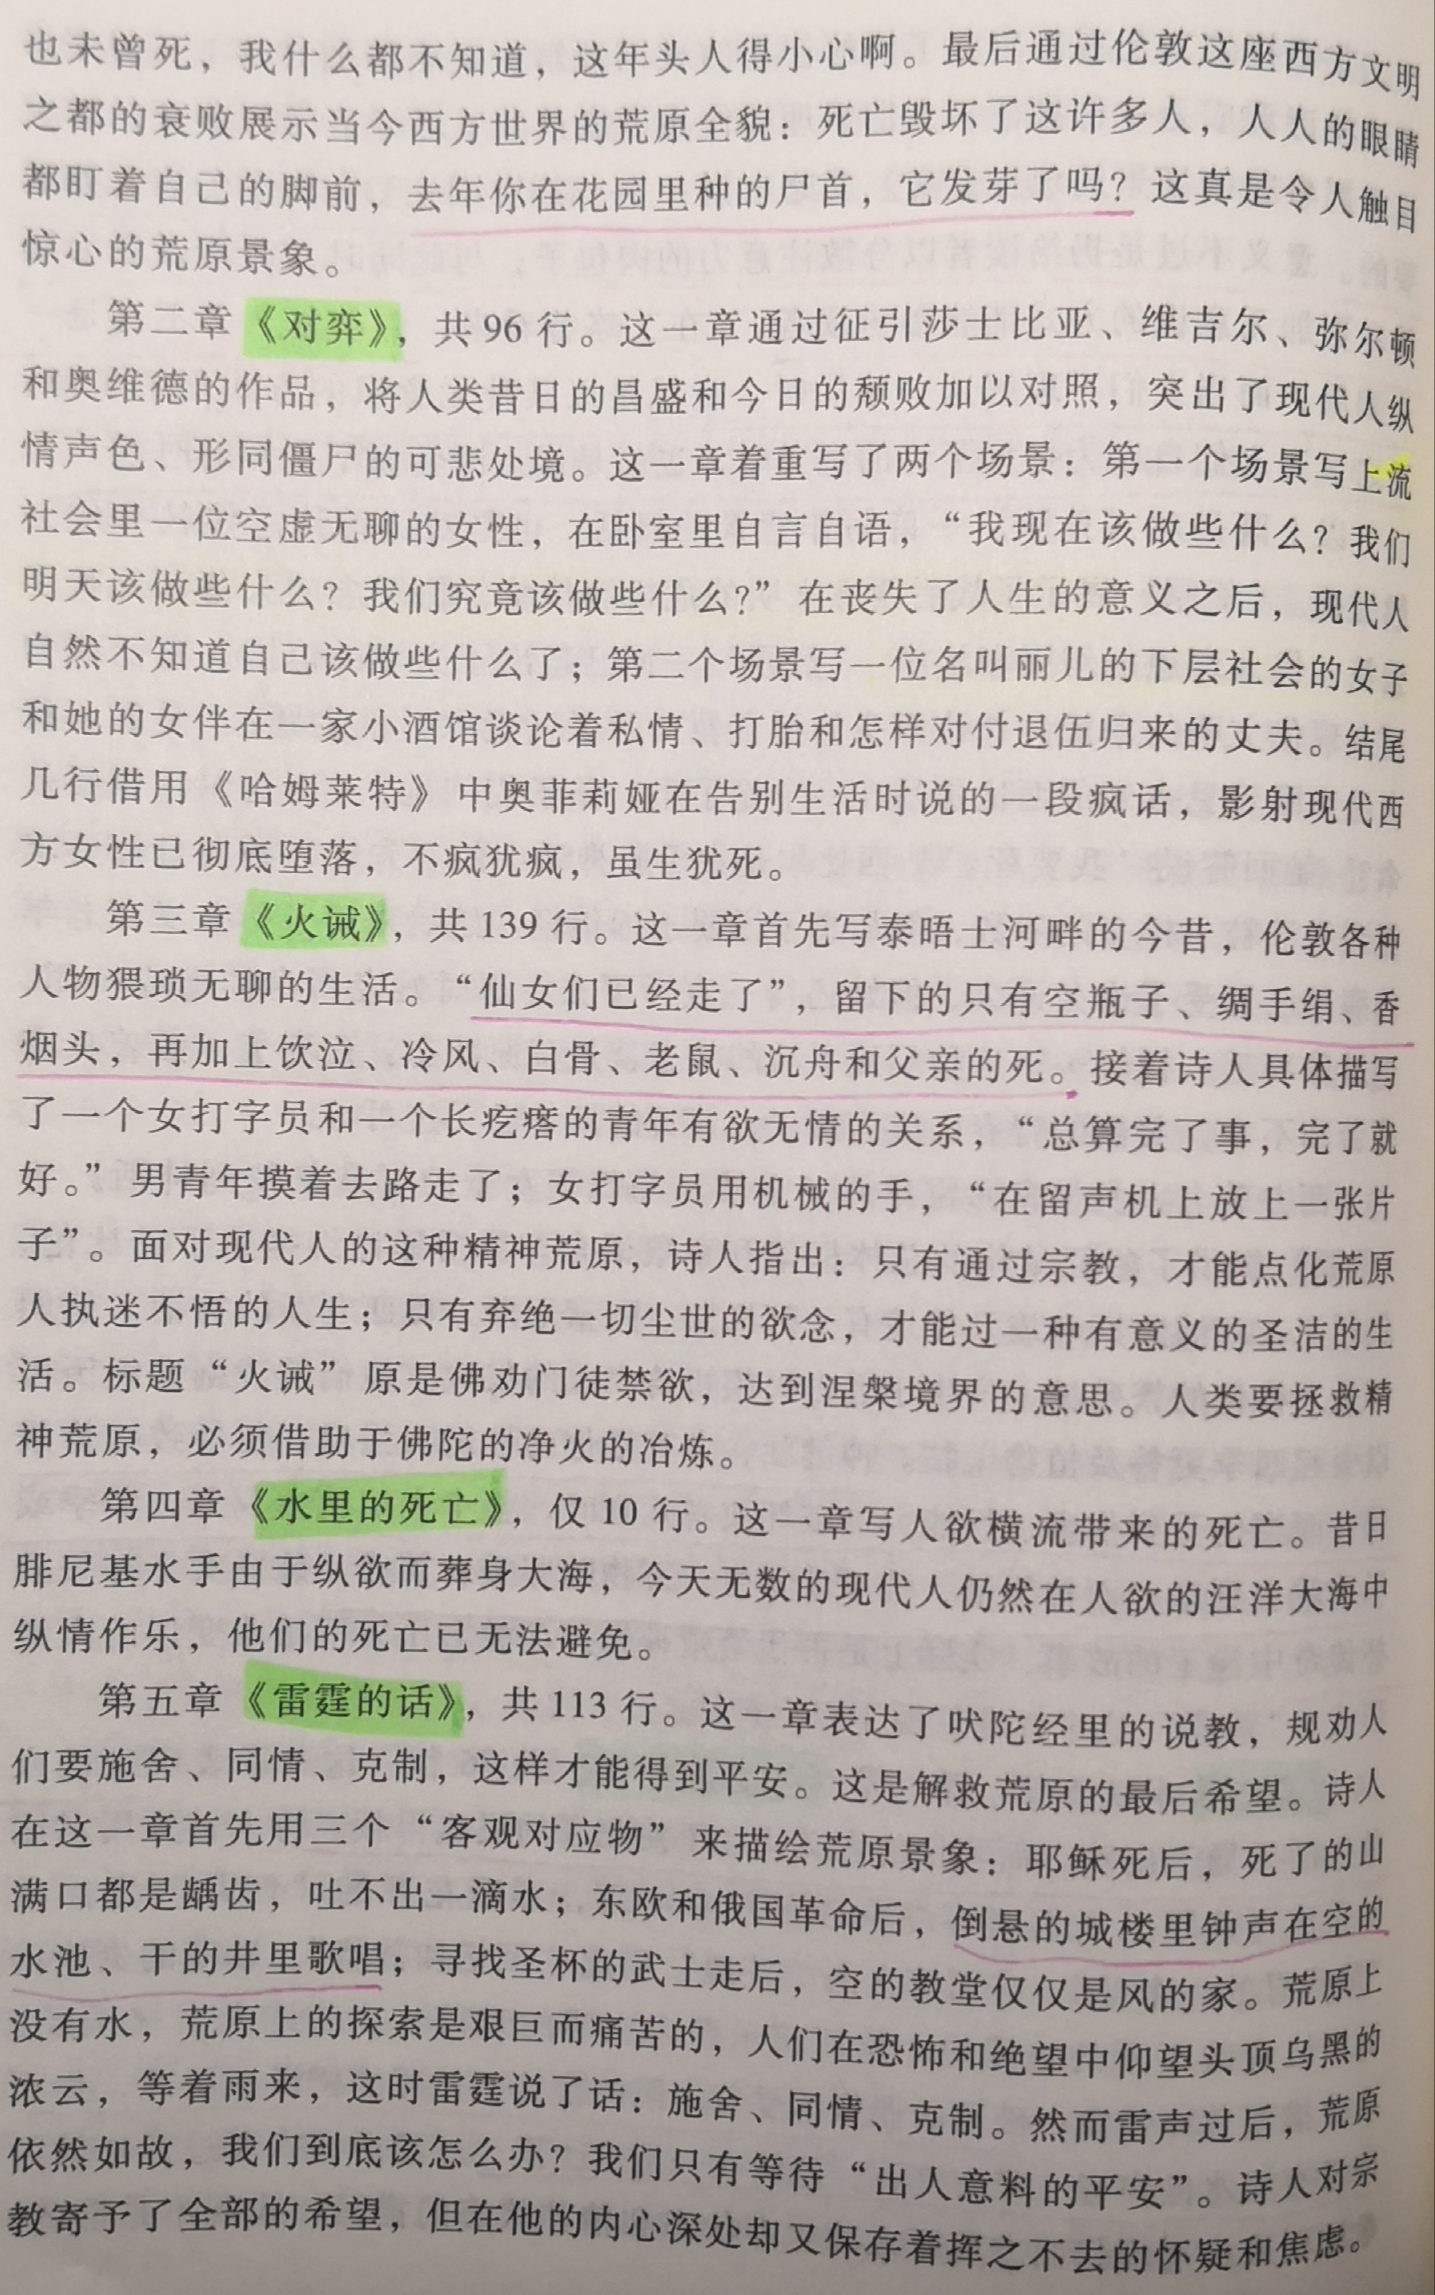 也未曾死，我什么都不知道，这年头人得小心啊。最后通过伦敦这座西方文明
之都的衰败展示当今西方世界的荒原全貌：死亡毁坏了这许多人，人人的眼睛
都盯着自己的脚前，去年你在花园里种的尸首，它发芽了吗？这真是令人触目
惊心的荒原景象。
第二章《对弈》，共96行。这一章通过征引莎士比亚、维吉尔、弥尔顿
和奥维德的作品，将人类昔日的昌盛和今日的颓败加以对照，突出了现代人纵
情声色、形同僵尸的可悲处境。这一章着重写了两个场景：第一个场景写上流
社会里一位空虚无聊的女性，在卧室里自言自语，“我现在该做些什么？我们
明天该做些什么？我们究竟该做些什么？”在丧失了人生的意义之后，现代人
自然不知道自己该做些什么了；第二个场景写一位名叫丽儿的下层社会的女子
和她的女伴在一家小酒馆谈论着私情、打胎和怎样对付退伍归来的丈夫。结尾
几行借用《哈姆莱特》中奥菲莉娅在告别生活时说的一段疯话，影射现代西
方女性已彻底堕落，不疯犹疯，虽生犹死。
第三章《火诫》，共139行。这一章首先写泰晤士河畔的今昔，伦敦各种
人物猥琐无聊的生活。“仙女们已经走了”，留下的只有空瓶子、绸手绢、香
烟头，再加上饮泣、冷风、白骨、老鼠、沉舟和父亲的死。接着诗人具体描写
了一个女打字员和一个长疙瘩的青年有欲无情的关系，“总算完了事，完了就
好。”男青年摸着去路走了；女打字员用机械的手，“在留声机上放上一张片
子”。面对现代人的这种精神荒原，诗人指出：只有通过宗教，才能点化荒原
人执迷不悟的人生；只有弃绝一切尘世的欲念，才能过一种有意义的圣洁的生
活。标题“火诫”原是佛劝门徒禁欲，达到涅槃境界的意思。人类要拯救精
神荒原，必须借助于佛陀的净火的冶炼。
第四章《水里的死亡》，仅10行。这一章写人欲横流带来的死亡。昔日
腓尼基水手由于纵欲而葬身大海，今天无数的现代人仍然在人欲的汪洋大海中
纵情作乐，他们的死亡已无法避免。
第五章《雷霆的话》，共113行。这一章表达了吠陀经里的说教，规劝人
们要施舍、同情、克制，这样才能得到平安。这是解救荒原的最后希望。诗人
在这一章首先用三个“客观对应物”来描绘荒原景象：耶稣死后，死了的山
满口都是龋齿，吐不出一滴水；东欧和俄国革命后，倒悬的城楼里钟声在空的
水池、干的井里歌唱；寻找圣杯的武士走后，空的教堂仅仅是风的家。荒原上
没有水，荒原上的探索是艰巨而痛苦的，人们在恐怖和绝望中仰望头顶乌黑的
浓云，等着雨来，这时雷霆说了话：施舍、同情、克制。然而雷声过后，荒原
依然如故，我们到底该怎么办？我们只有等待“出人意料的平安”。诗人对宗
教寄予了全部的希望，但在他的内心深处却又保存着挥之不去的怀疑和焦虑。